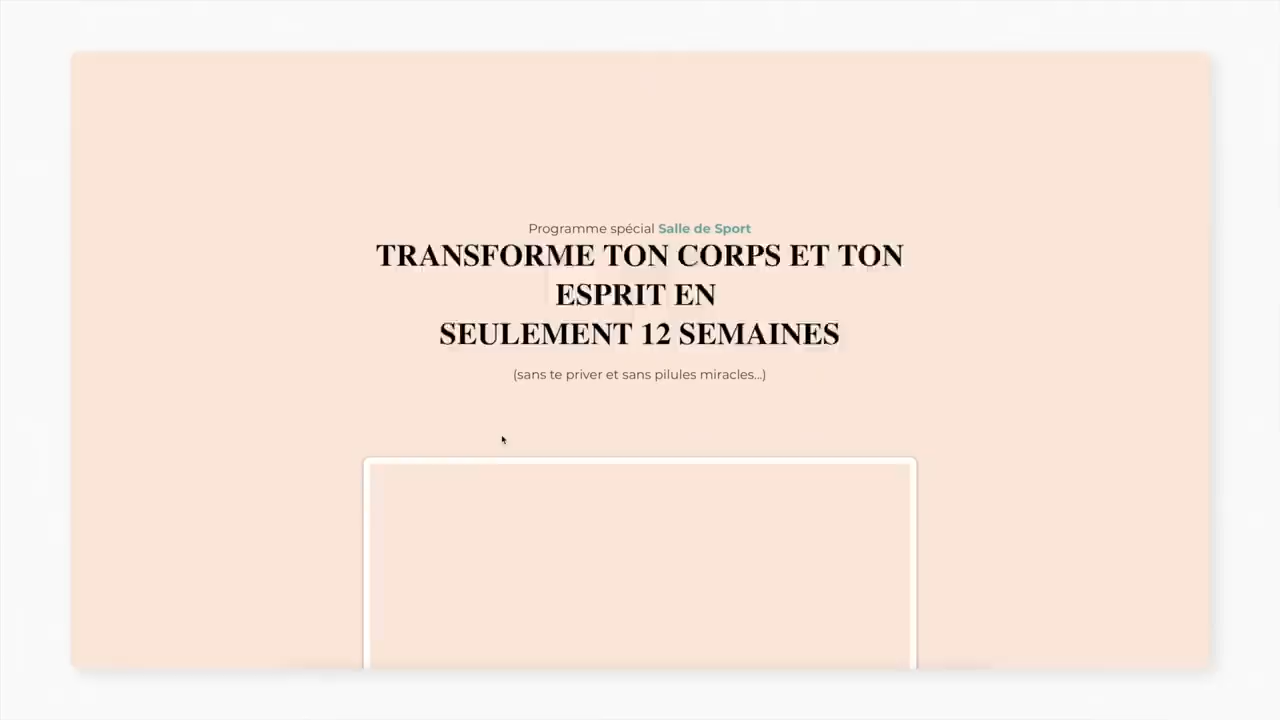 Programme spécial Salle de Sport
TRANSFORME TON CORPS ET TON
ESPRIT EN
SEULEMENT 12 SEMAINES
(sans te priver et sans pilules miracles...)